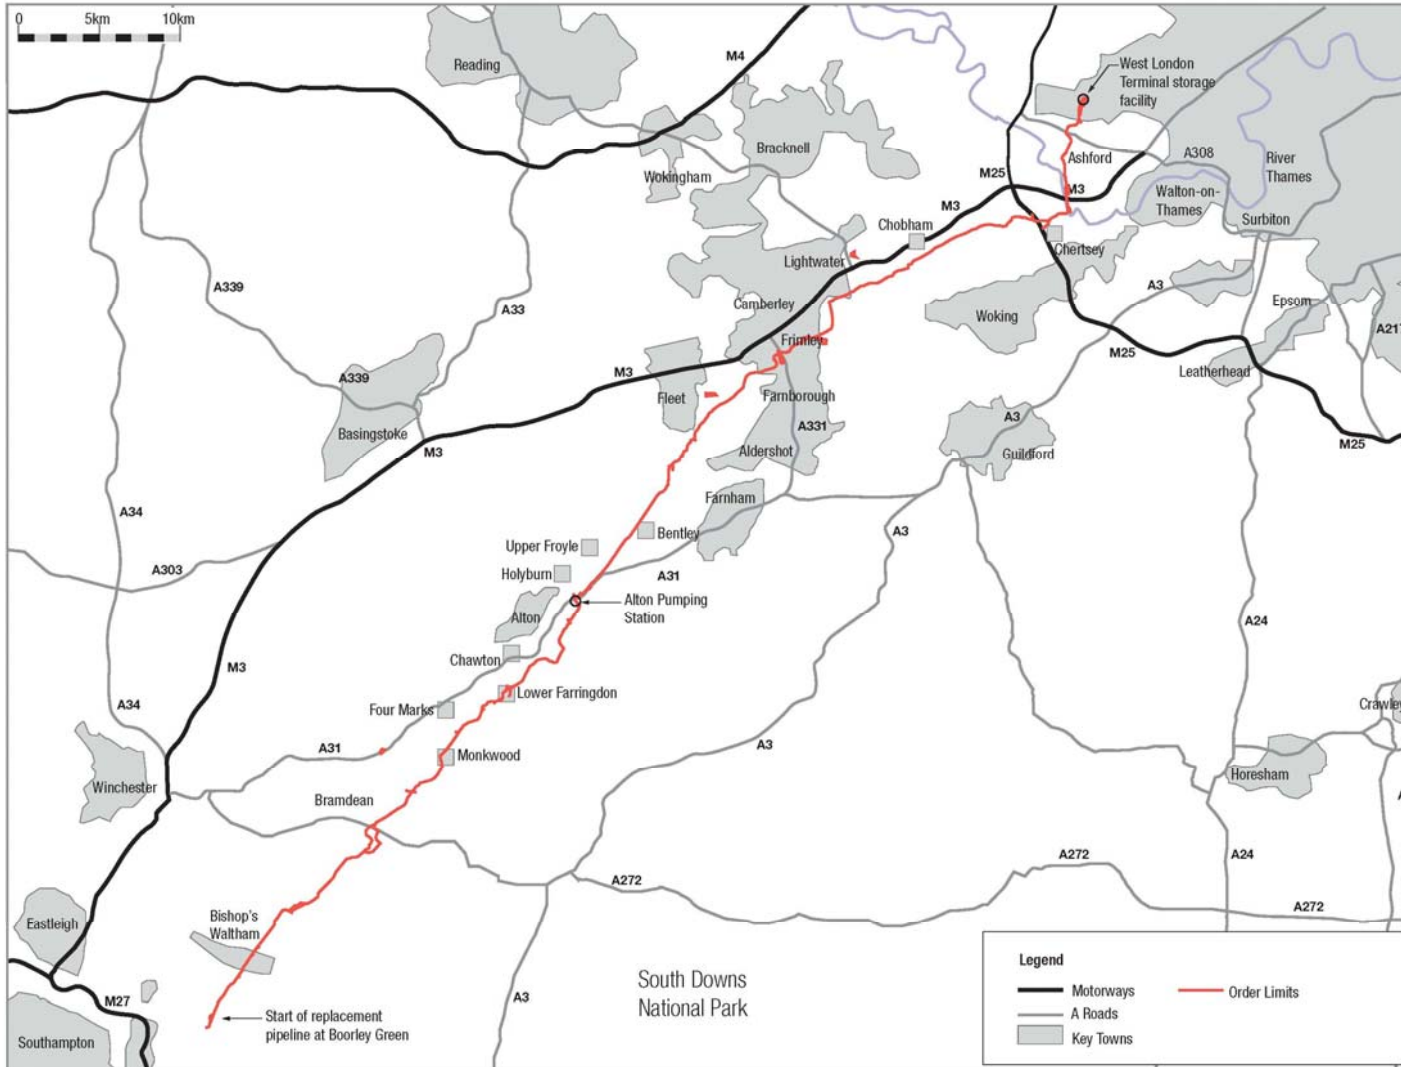 0 5km 10km
Reading
M4
West London
Terminal storage
facility
Bracknell
Wokingham
Ashford
A308
River
Thames
M25
M3
Walton-on-
Thames
M3
Chobham
Surbiton
Lightwater
Chertsey
A339
A33
Camberley
A3
Epsom
Woking
A217
Frimley
M25
Leatherhead
M3
A339
Fleet
Farnborough
A331
A3
Basingstoke
M3
Aldershot
Guildford
M25
Farnham
A34
Bentley
A3
Upper Froyle
A303
Holyburn
A31
Alton Pumping
Station
Alton
A24
Chawton
M3
Lower Farringdon
A34
Four Marks
Crawley
A31
Monkwood
A3
Winchester
Horesham
Bramdean
A272
A24
A272
A272
Eastleigh
Bishop's
Waltham
South Downs
National Park
M27
A3
Start of replacement
pipeline at Boorley Green
Southampton
Legend
Motorways
Order Limits
A Roads
Key Towns